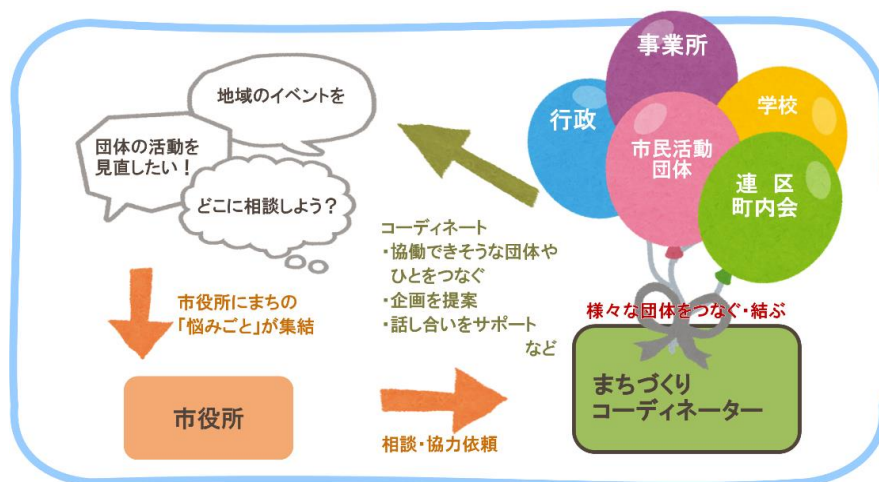 地域のイベントを
団体の活動を
見直したい！
どこに相談しよう？
市役所にまちの
「悩みごと」が集結
市役所
相談・協力依頼
コーディネート
・協働できそうな団体や
ひとをつなぐ
・企画を提案
・話し合いをサポート
など
事業所
行政
学校
市民活動
団体
連 区
町内会
様々な団体をつなぐ・結ぶ
まちづくり
コーディネーター